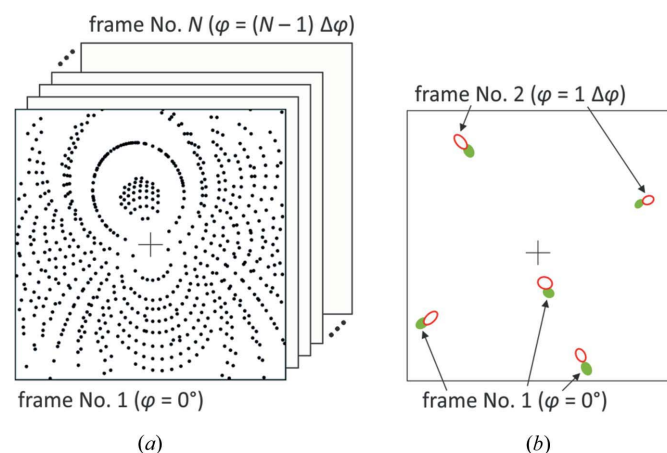 frame No. N (φ = (N – 1) Δφ)
frame No. 1 (φ = 0°)
(a)
frame No. 2 (φ = 1 Δφ)
frame No. 1 (φ = 0°)
(b)